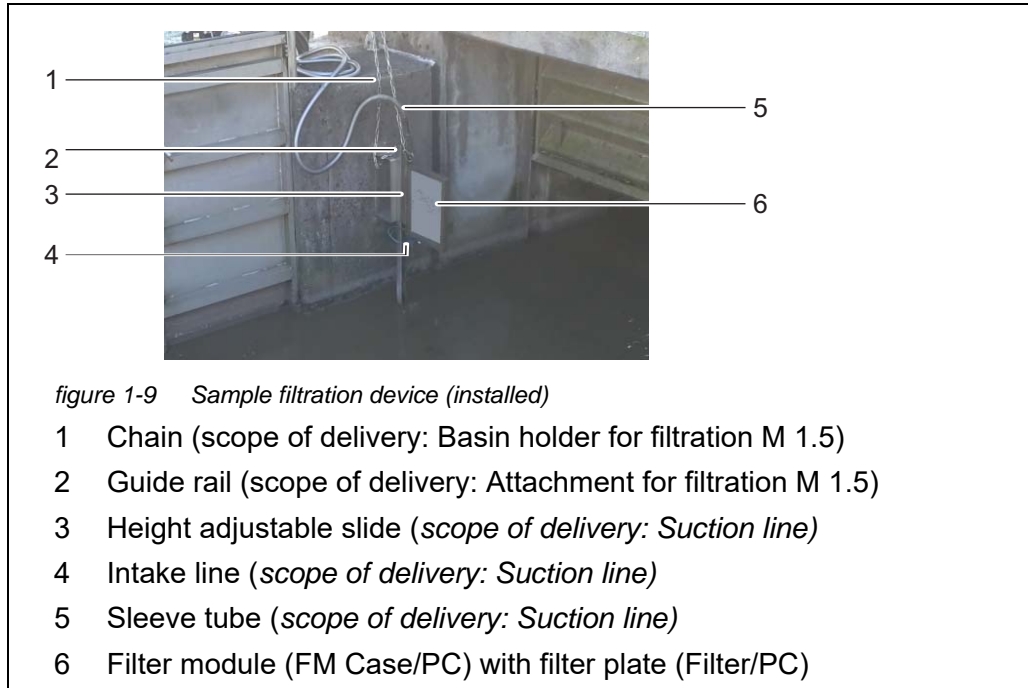 1
2
3
4
5
6
figure 1-9 Sample filtration device (installed)
1 Chain (scope of delivery: Basin holder for filtration M 1.5)
2 Guide rail (scope of delivery: Attachment for filtration M 1.5)
3 Height adjustable slide (scope of delivery: Suction line)
4 Intake line (scope of delivery: Suction line)
5 Sleeve tube (scope of delivery: Suction line)
6 Filter module (FM Case/PC) with filter plate (Filter/PC)